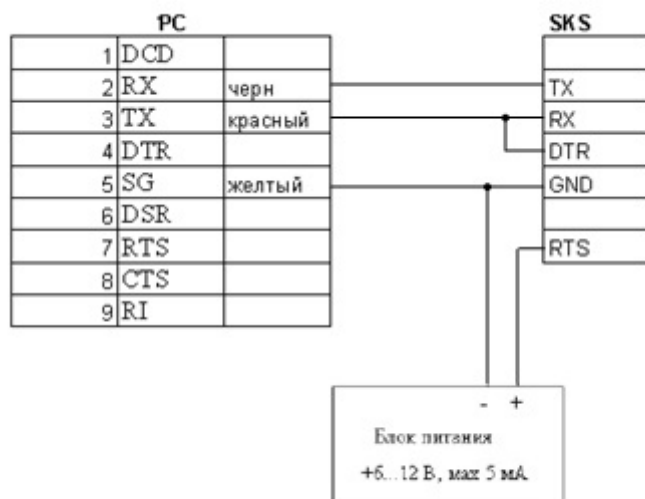 PC SKS
1 DCD
2 RX черн TX
3 TX красный RX
4 DTR DTR
5 SG желтый GND
6 DSR
7 RTS RTS
8 CTS
9 RI
- +
Блок питания
+6...12 В, мах 5 мА